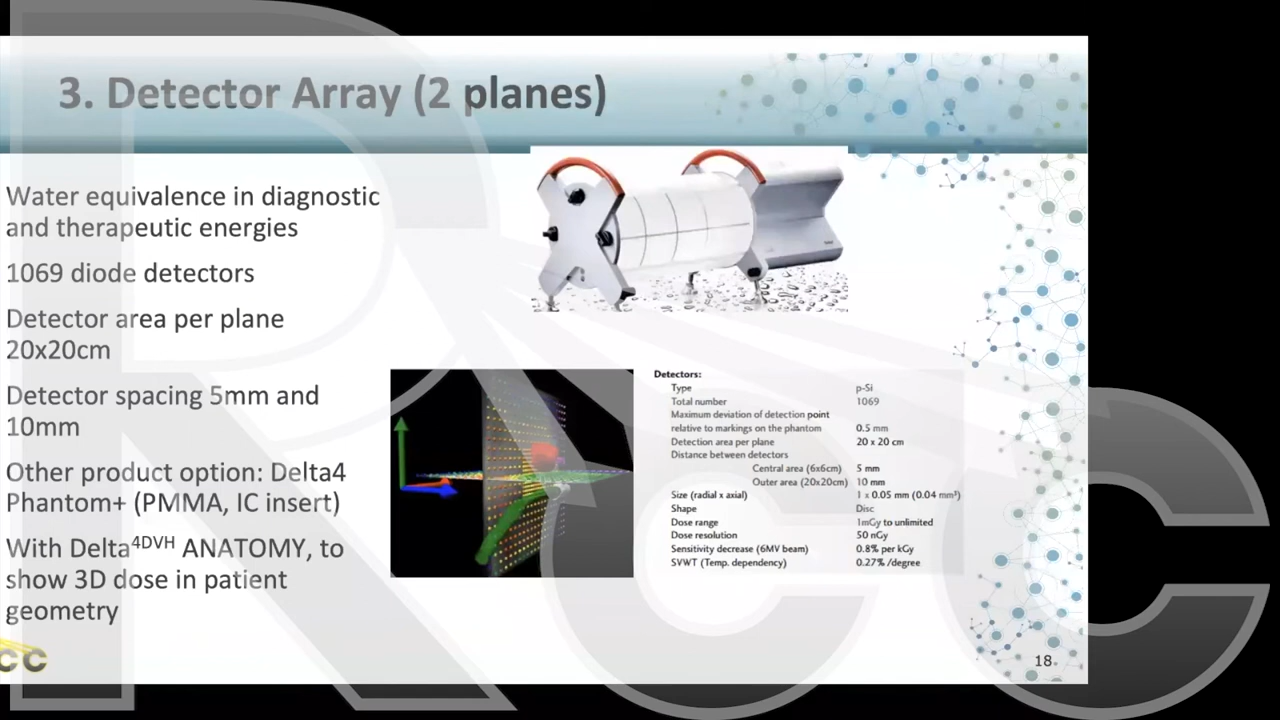 3. Detector Array (2 planes)
Water equivalence in diagnostic
and therapeutic energies
1069 diode detectors
Detector area per plane
20x20cm
Detector spacing 5mm and
10mm
Other product option: Delta4
Phantom+ (PMMA, IC insert)
With Delta4DVH ANATOMY, to
show 3D dose in patient
geometry
Detectors:
Type p-Si
Total number 1069
Maximum deviation of detection point
relative to markings on the phantom 0.5 mm
Detection area per plane 20 x 20 cm
Distance between detectors
Central area (6x6cm) 5 mm
Outer area (20x20cm) 10 mm
Size (radial x axial) 1 x 0.05 mm (0.04 mm³)
Shape Disc
Dose range 1mGy to unlimited
Dose resolution 50 nGy
Sensitivity decrease (6MV beam) 0.8% per kGy
SVWT (Temp. dependency) 0.27% /degree
CC
18
RCC